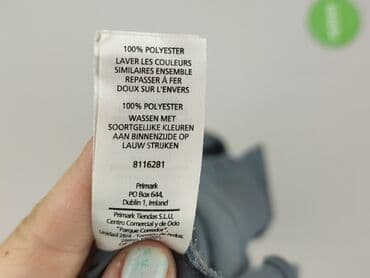 100% POLYESTER
LAVER LES COULEURS
SIMILAIRES ENSEMBLE
REPASSER À FER
DOUX SUR L'ENVERS
100% POLYESTER
WASSEN MET
SOORTGELIJKE KLEUREN
AAN BINNENZIJDE OP
LAUW STRIJKEN
8116281
Primark
PO Box 644,
Dublin 1, Ireland
Primark Tiendas S.L.U.
Centro Comercial y de Ocio
"Parque Corredor"